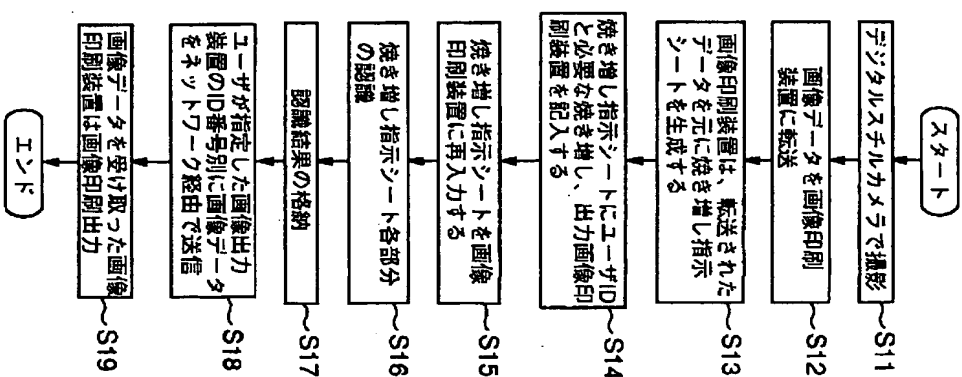 スタート
デジタルスチルカメラで撮影
S11
画像データを画像印刷
装置に転送
S12
画像印刷装置は、転送された
データを元に焼き増し指示
シートを生成する
S13
焼き増し指示シートにユーザID
と必要な焼き増し、出力画像印
刷装置を記入する
S14
焼き増し指示シートを画像
印刷装置に再入力する
S15
焼き増し指示シート各部分
の認識
S16
認識結果の格納
S17
ユーザが指定した画像出力
装置のID番号別に画像データ
をネットワーク経由で送信
S18
画像データを受け取った画像
印刷装置は画像印刷出力
S19
エンド